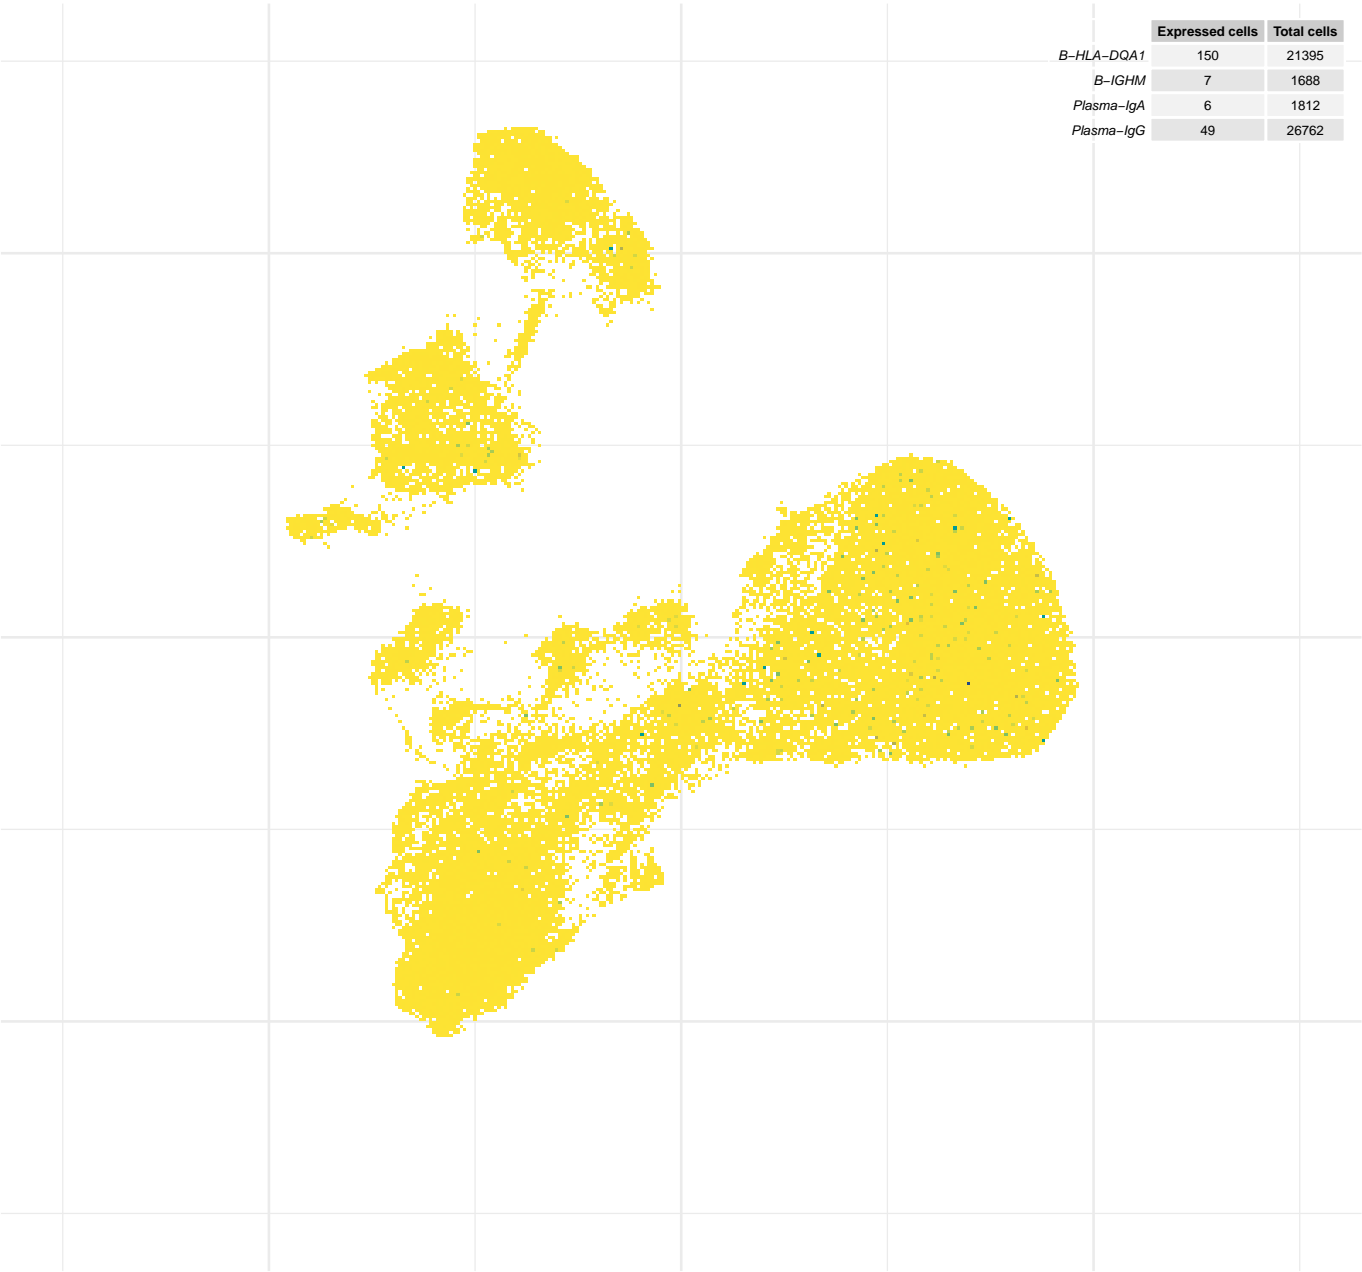 Expressed cells Total cells
B−HLA−DQA1 150 21395
B−IGHM 7 1688
Plasma−IgA 6 1812
Plasma−IgG 49 26762